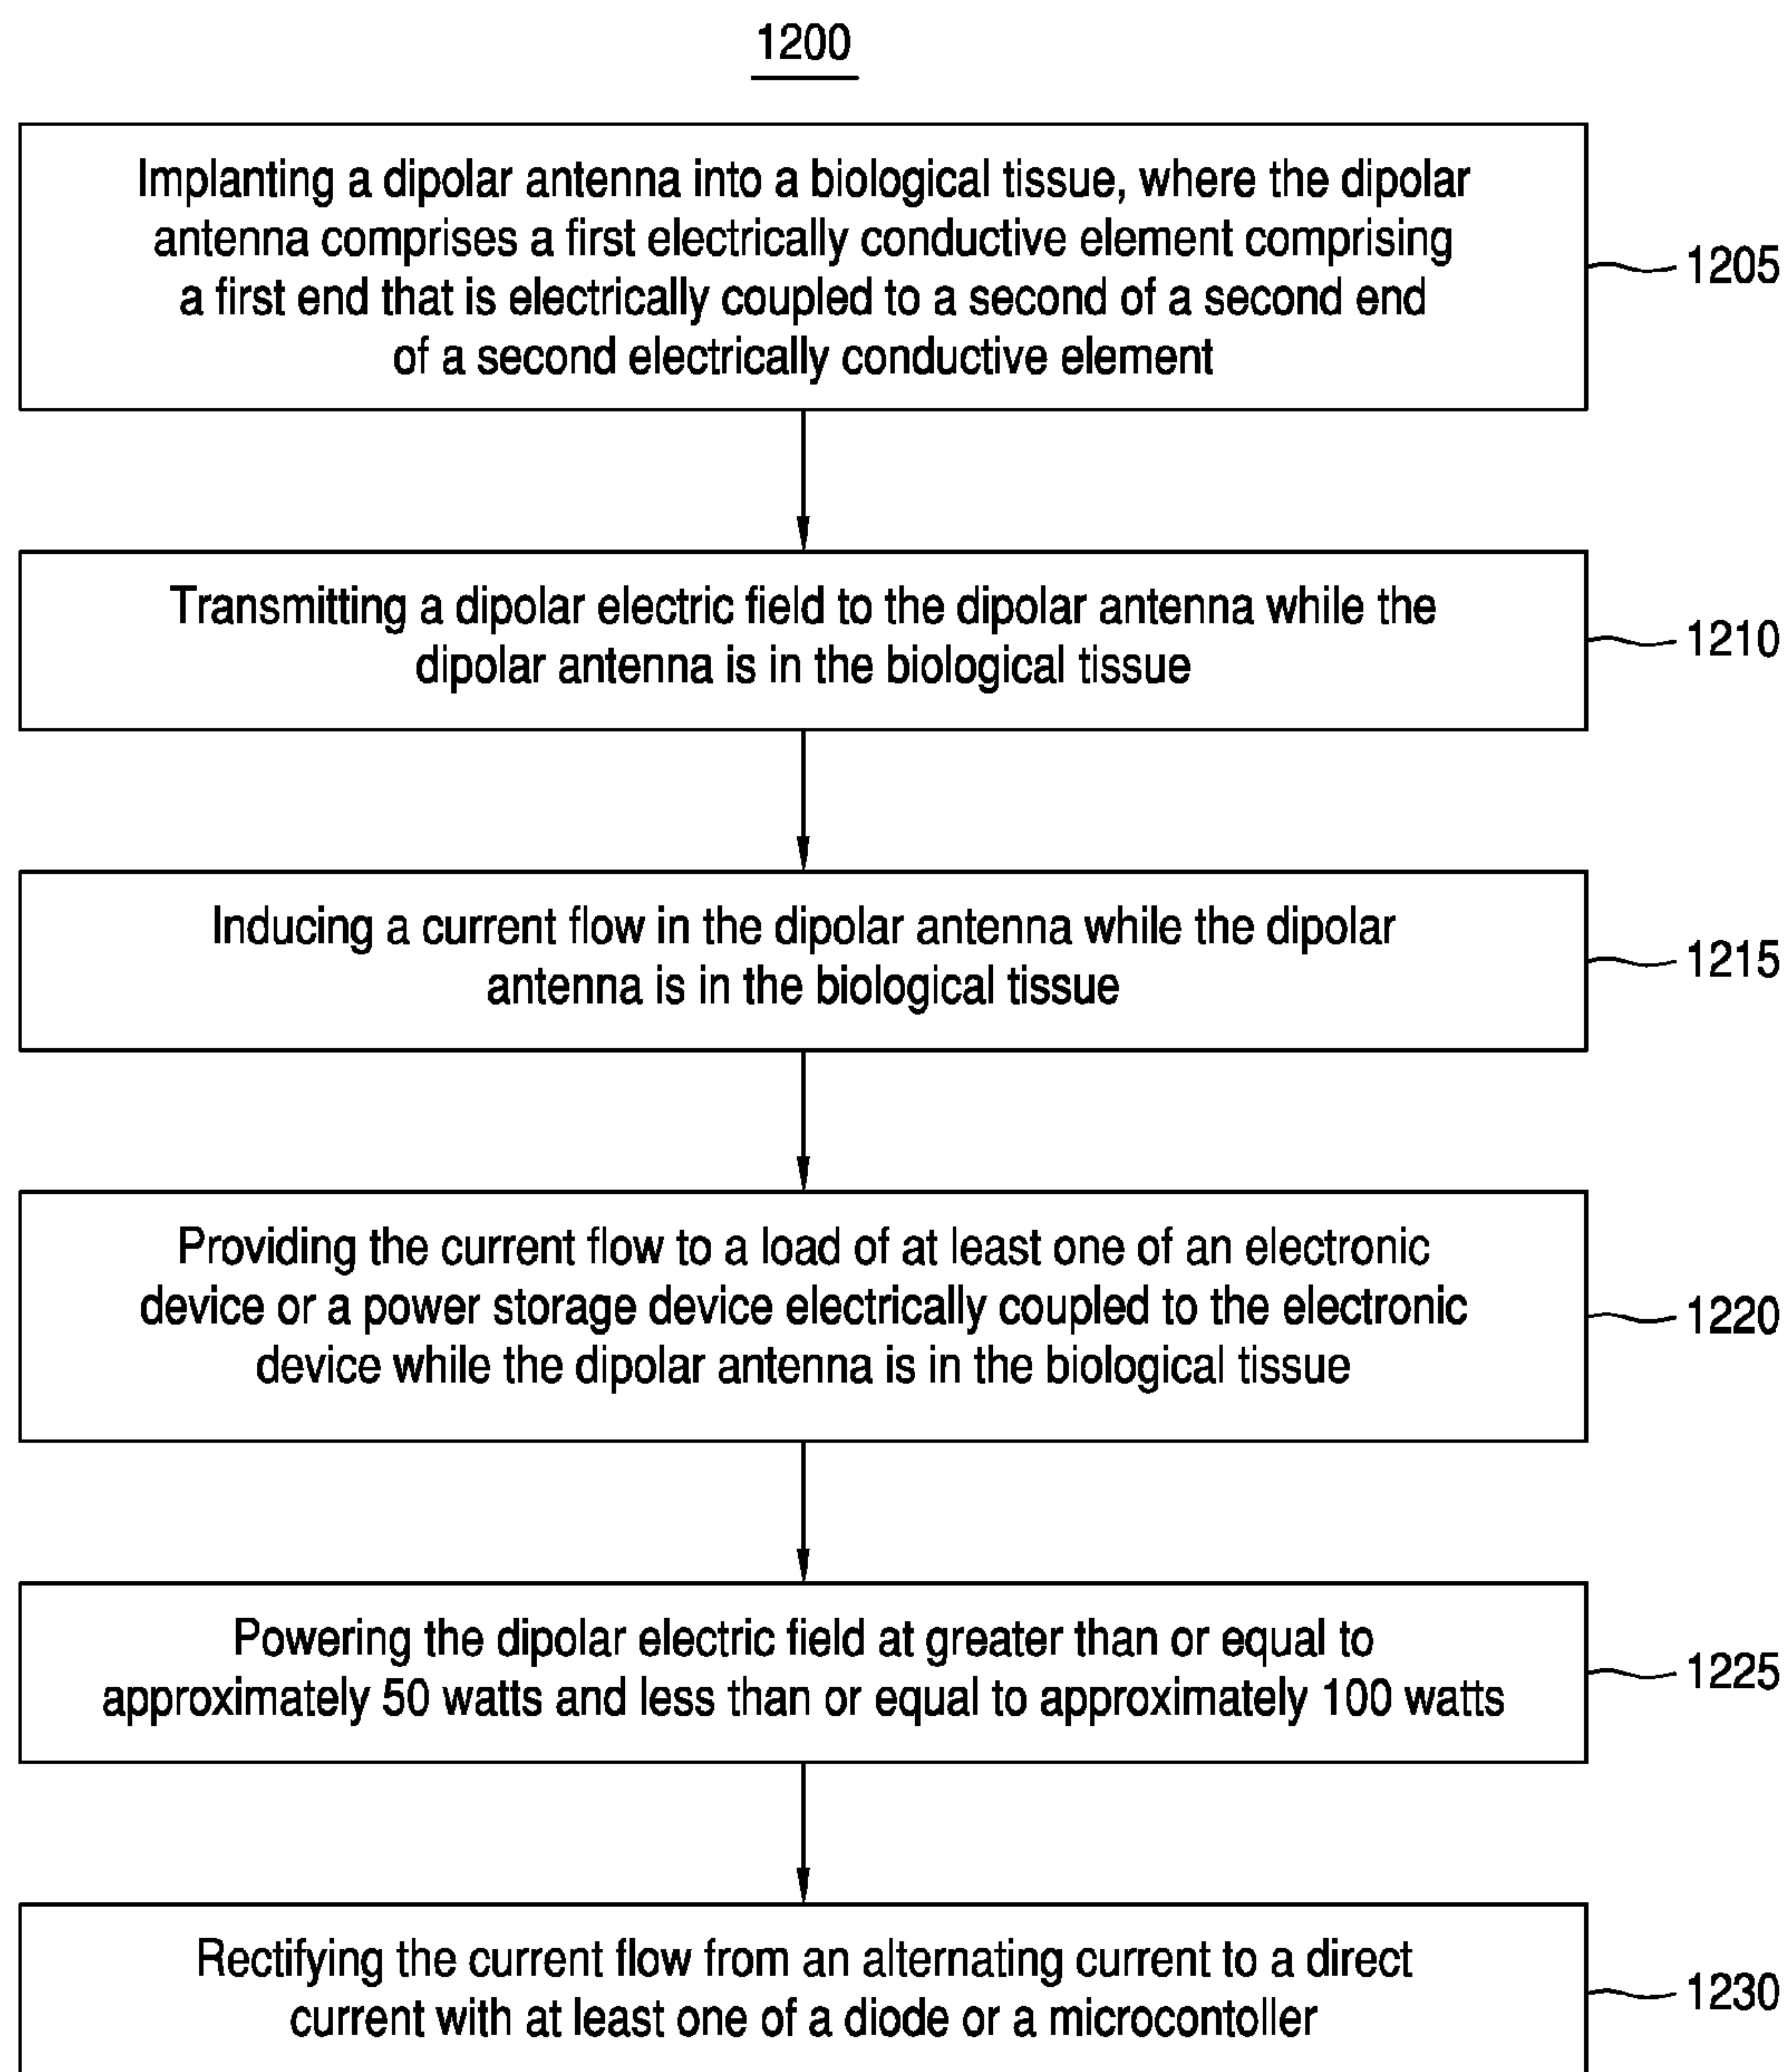 1200
Implanting a dipolar antenna into a biological tissue, where the dipolar
antenna comprises a first electrically conductive element comprising
a first end that is electrically coupled to a second of a second end
of a second electrically conductive element
1205
Transmitting a dipolar electric field to the dipolar antenna while the
dipolar antenna is in the biological tissue
1210
Inducing a current flow in the dipolar antenna while the dipolar
antenna is in the biological tissue
1215
Providing the current flow to a load of at least one of an electronic
device or a power storage device electrically coupled to the electronic
device while the dipolar antenna is in the biological tissue
1220
Powering the dipolar electric field at greater than or equal to
approximately 50 watts and less than or equal to approximately 100 watts
1225
Rectifying the current flow from an alternating current to a direct
current with at least one of a diode or a microcontoller
1230